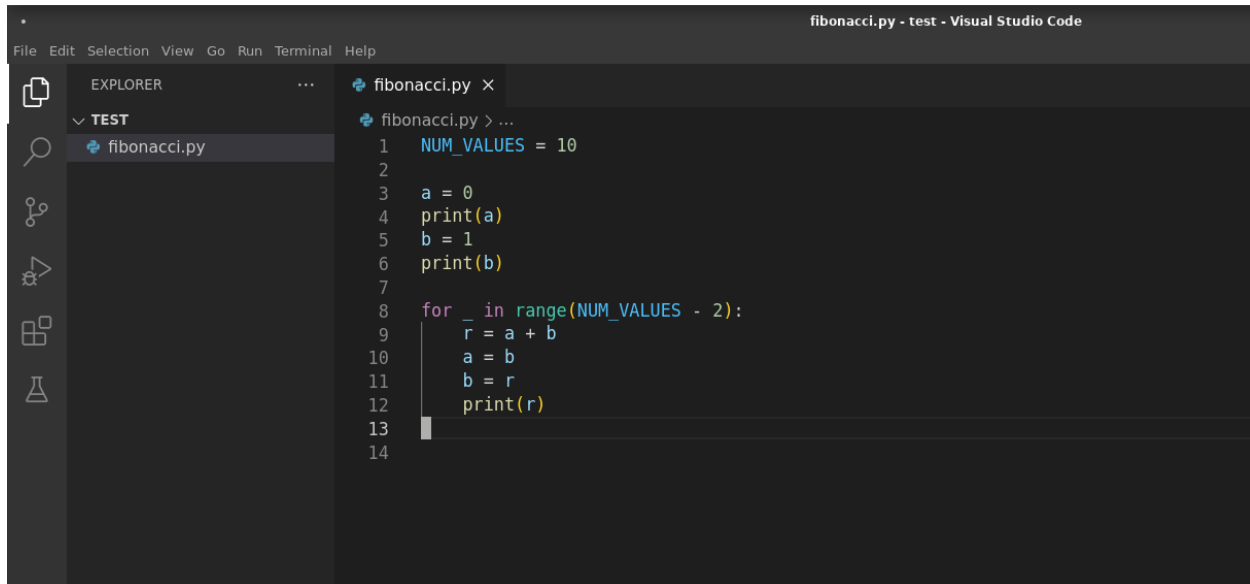 fibonacci.py - test - Visual Studio Code
File Edit Selection View Go Run Terminal Help
EXPLORER ...
TEST
fibonacci.py
fibonacci.py ×
fibonacci.py > ...
1 NUM_VALUES = 10
2
3 a = 0
4 print(a)
5 b = 1
6 print(b)
7
8 for _ in range(NUM_VALUES - 2):
9     r = a + b
10     a = b
11     b = r
12     print(r)
13
14